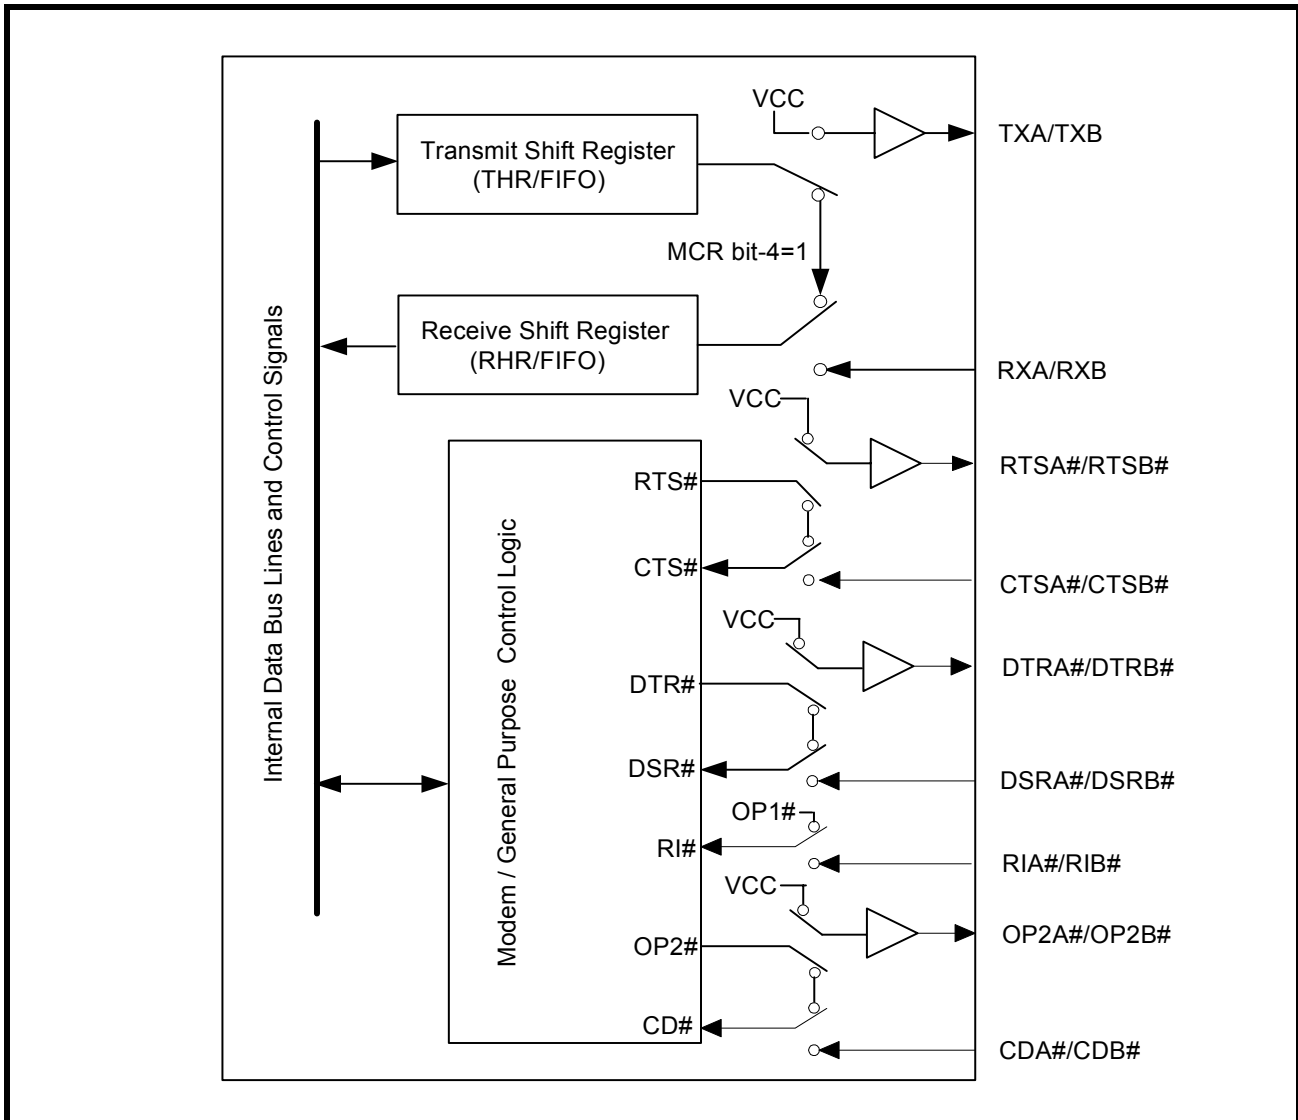 VCC
TXA/TXB
Transmit Shift Register
(THR/FIFO)
MCR bit-4=1
Receive Shift Register
(RHR/FIFO)
RXA/RXB
Internal Data Bus Lines and Control Signals
VCC
RTSA#/RTSB#
Modem / General Purpose Control Logic
RTS#
CTS#
CTSA#/CTSB#
VCC
DTRA#/DTRB#
DTR#
DSR#
DSRA#/DSRB#
OP1#
RI#
RIA#/RIB#
VCC
OP2A#/OP2B#
OP2#
CD#
CDA#/CDB#